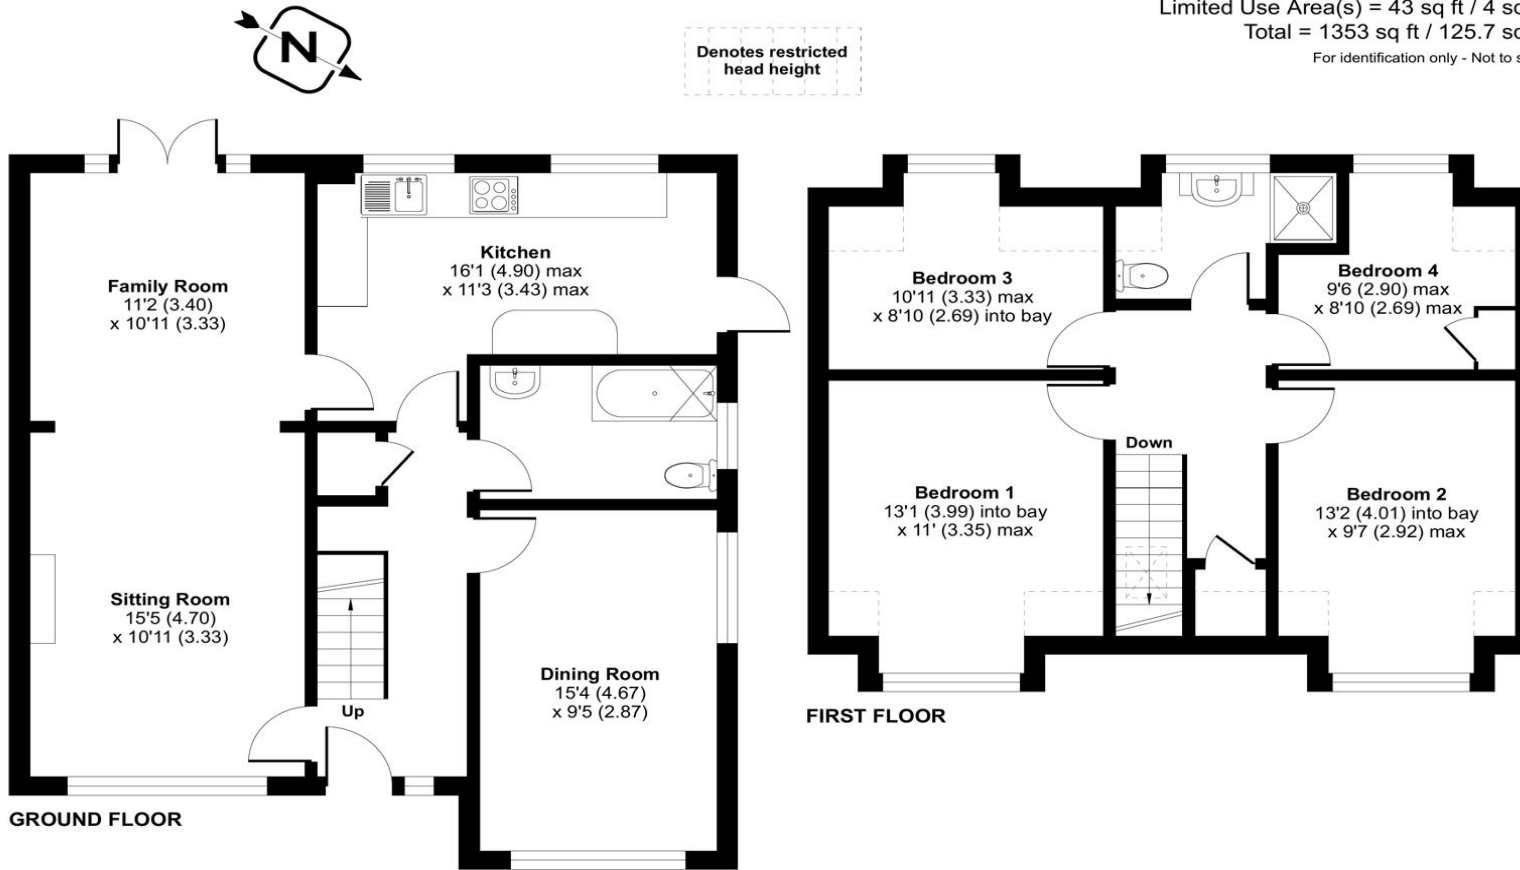 Limited Use Area(s) = 43 sq ft / 4 sq
Total = 1353 sq ft / 125.7 sq
For identification only - Not to s
N
Denotes restricted
head height
Family Room
11'2 (3.40)
x 10'11 (3.33)
Kitchen
16'1 (4.90) max
x 11'3 (3.43) max
Sitting Room
15'5 (4.70)
x 10'11 (3.33)
Up
Dining Room
15'4 (4.67)
x 9'5 (2.87)
GROUND FLOOR
Bedroom 3
10'11 (3.33) max
x 8'10 (2.69) into bay
Bedroom 4
9'6 (2.90) max
x 8'10 (2.69) max
Down
Bedroom 1
13'1 (3.99) into bay
x 11' (3.35) max
Bedroom 2
13'2 (4.01) into bay
x 9'7 (2.92) max
FIRST FLOOR